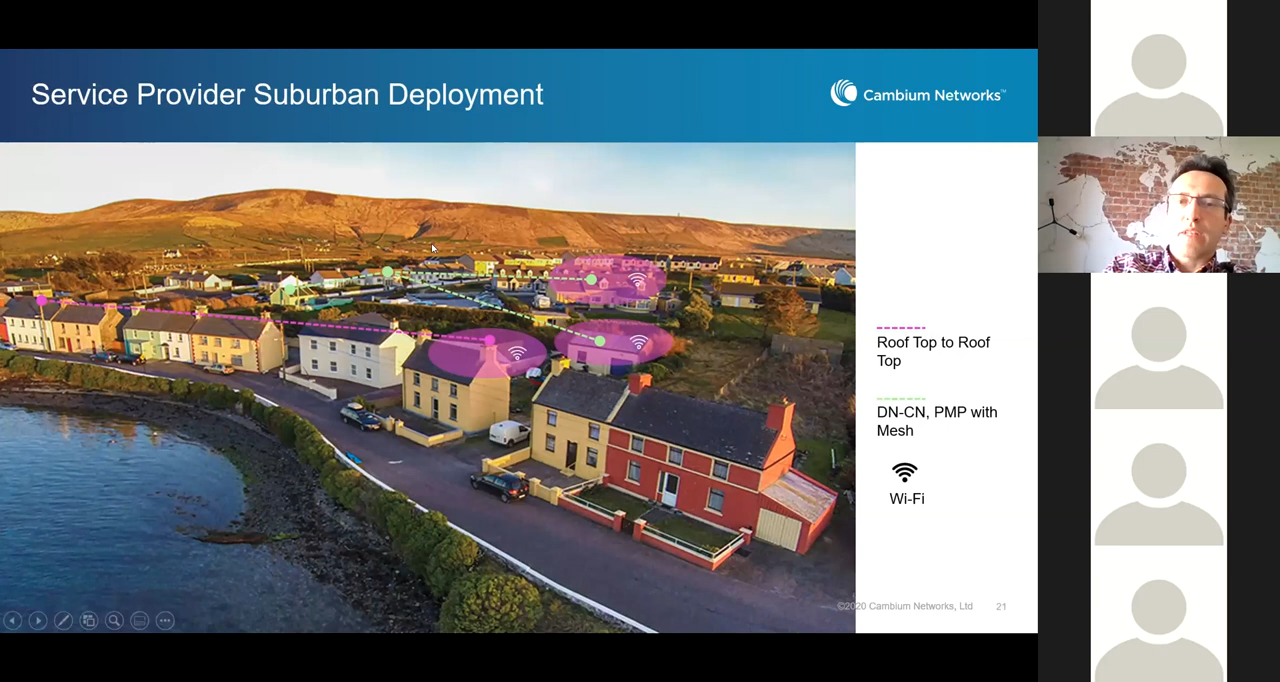 Service Provider Suburban Deployment
Cambium Networks™
Roof Top to Roof
Top
DN-CN, PMP with
Mesh
Wi-Fi
©2020 Cambium Networks, Ltd
21